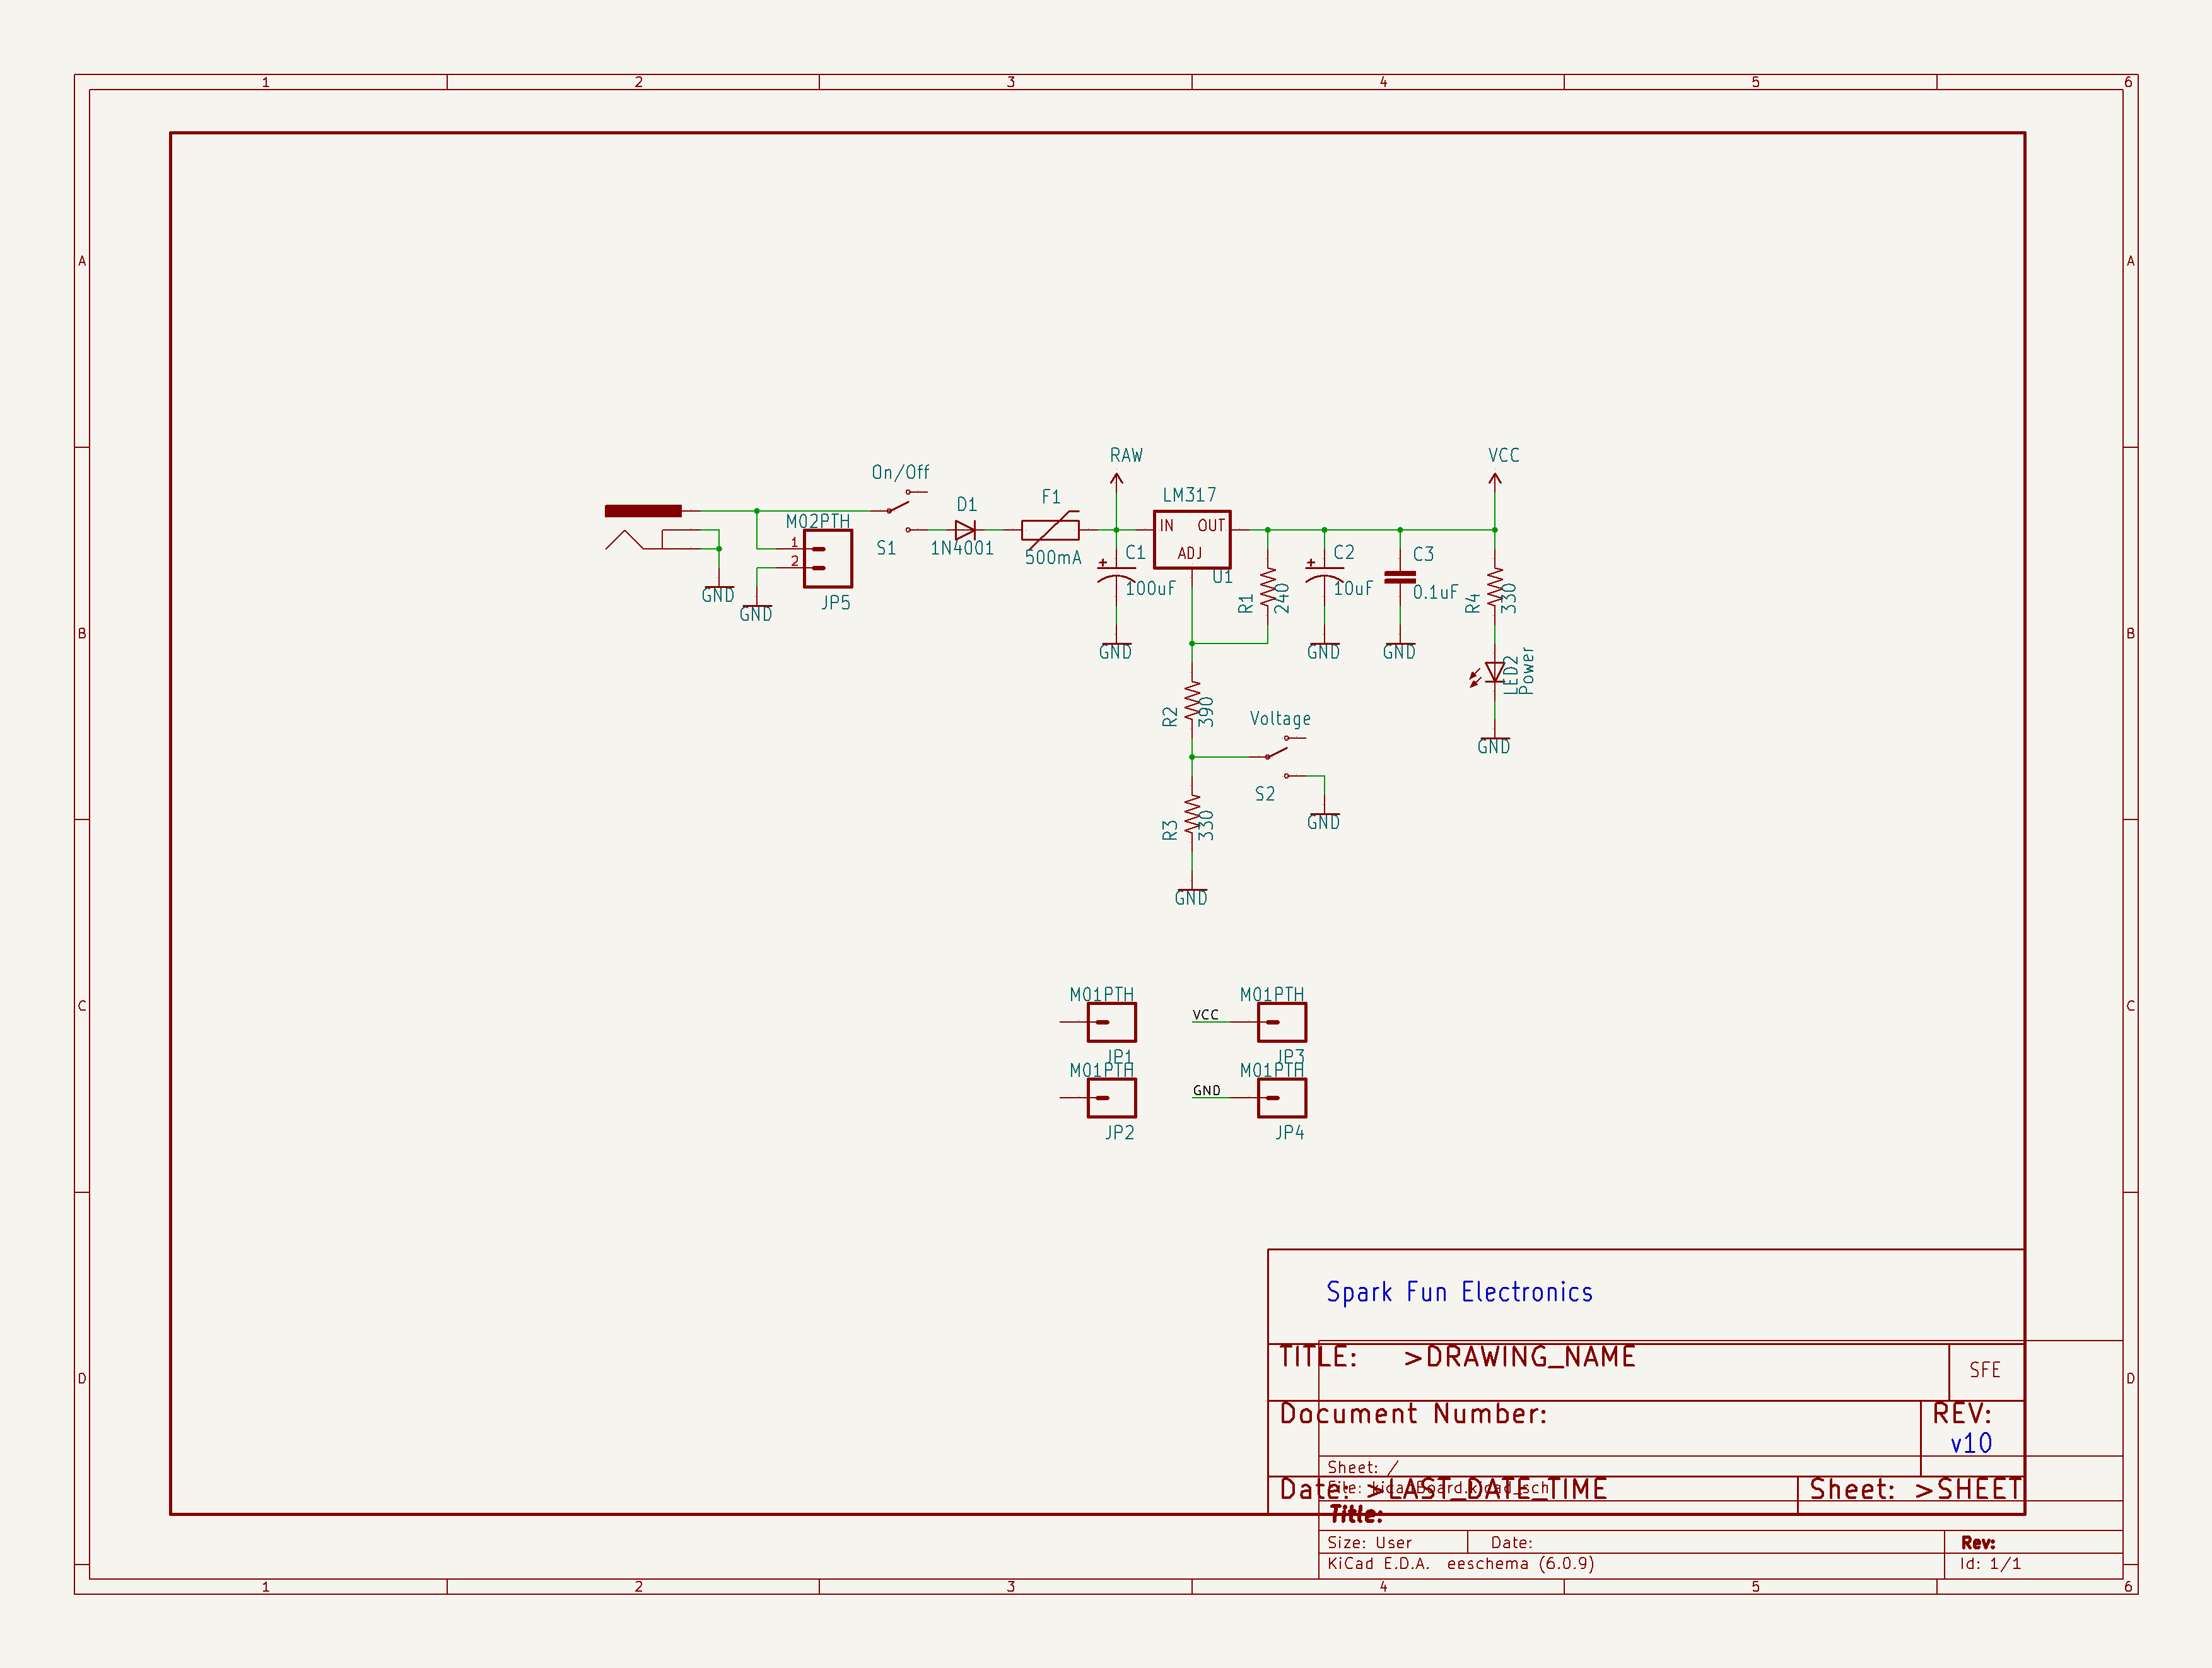 1 2 3 4 5 6
A A
RAW VCC
On/Off
LM317
D1 F1
M02PTH IN OUT
1N4001 500mA ADJ
S1 C1 C2 C3
1
2
U1
100uF 10uF 0.1uF
R1 240 R4 330
GND GND JP5
GND GND GND
B B
LED2 Power
R2 390 Voltage
GND
S2
GND
R3 330
GND
M01PTH VCC M01PTH
C C
JP1 JP3
M01PTH M01PTH
GND
JP2 JP4
Spark Fun Electronics
TITLE: >DRAWING_NAME SFE
D D
Document Number: REV:
v10
Sheet: /
File: kicadBoard.kicad_sch
Date: >LAST_DATE_TIME Sheet: >SHEET
Title:
Size: User Date: Rev:
KiCad E.D.A. eeschema (6.0.9) Id: 1/1
1 2 3 4 5 6